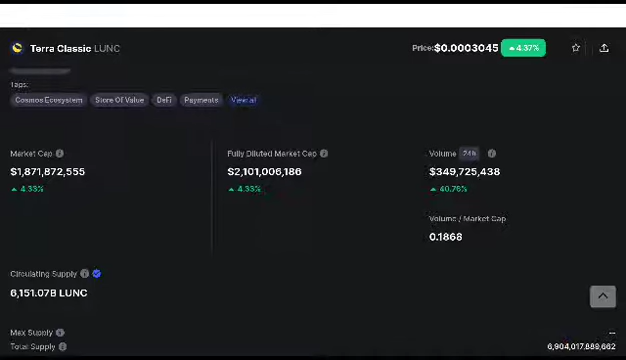 Terra Classic LUNC Price: $0.0003045 4.37%
Tags:
Cosmos Ecosystem Store Of Value DeFi Payments View all
Market Cap Fully Diluted Market Cap Volume 24h
$1,871,872,555 $2,101,006,186 $349,725,438
4.33% 4.33% 40.76%
Volume / Market Cap
0.1868
Circulating Supply
6,151.07B LUNC
Max Supply --
Total Supply 6,904,017,889,662